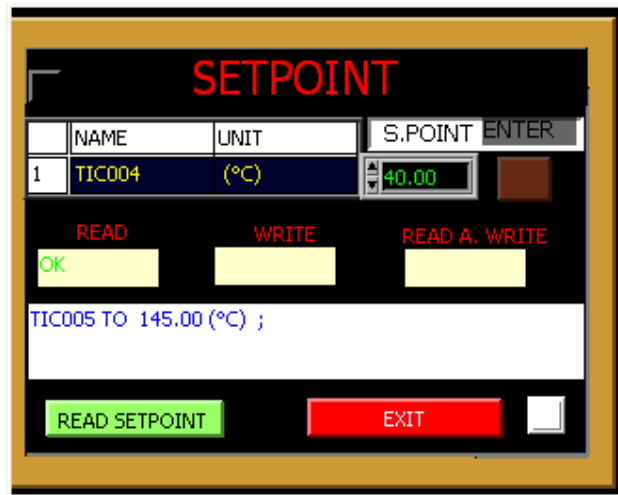 SETPOINT
NAME UNIT S.POINT ENTER
1 TIC004 (°C) 40.00
READ WRITE READ A. WRITE
OK
TIC005 TO 145.00 (°C) ;
READ SETPOINT EXIT